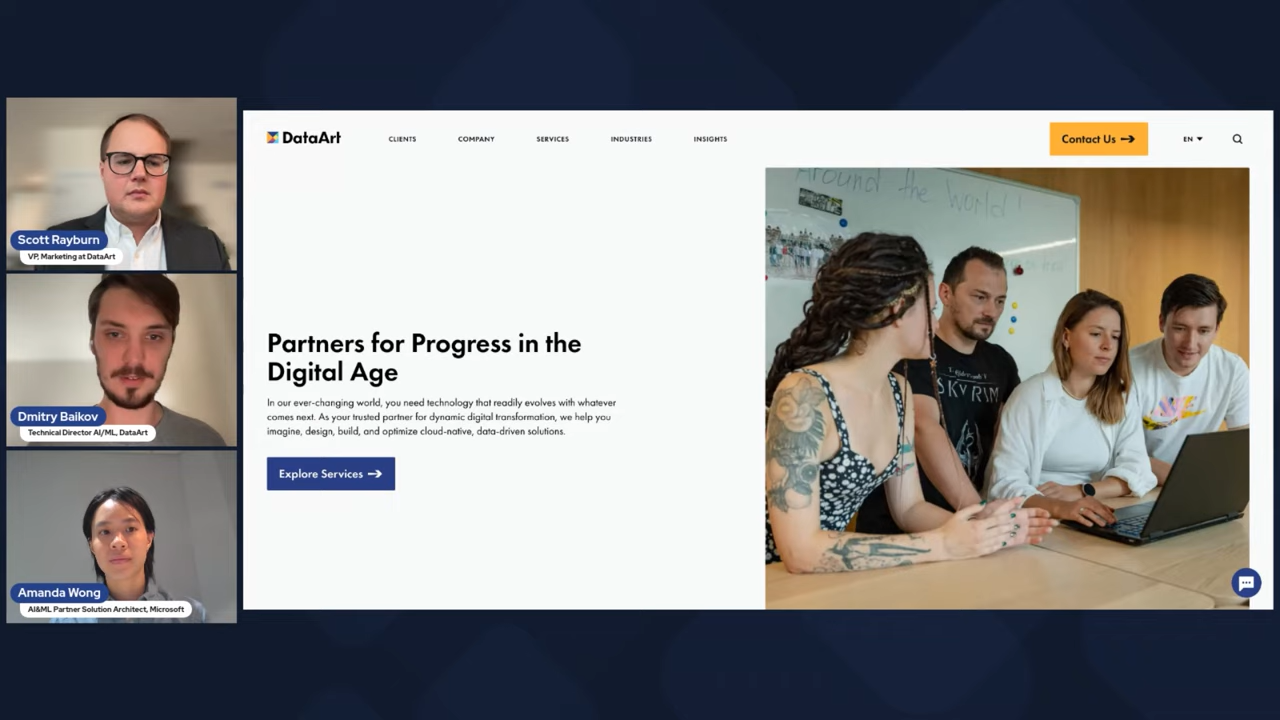 Scott Rayburn
VP, Marketing at DataArt
Dmitry Baikov
Technical Director AI/ML, DataArt
Amanda Wong
AI&ML Partner Solution Architect, Microsoft
DataArt
CLIENTS
COMPANY
SERVICES
INDUSTRIES
INSIGHTS
Contact Us
EN
Partners for Progress in the
Digital Age
In our ever-changing world, you need technology that readily evolves with whatever
comes next. As your trusted partner for dynamic digital transformation, we help you
imagine, design, build, and optimize cloud-native, data-driven solutions.
Explore Services
Around the World!
SKYRIM